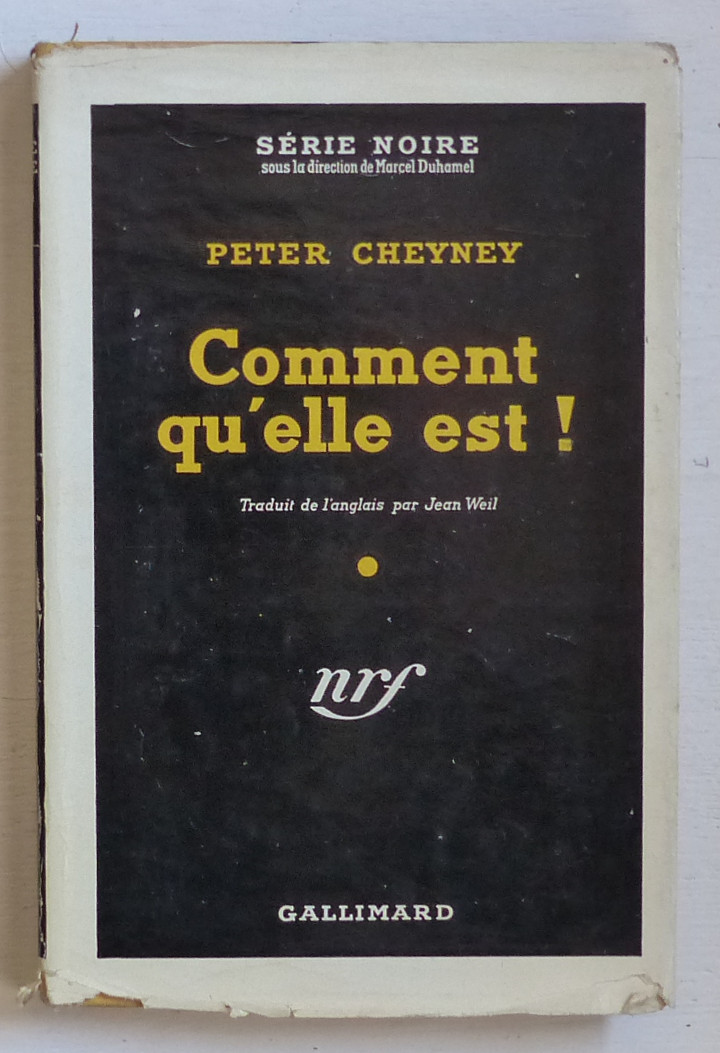 SÉRIE NOIRE
sous la direction de Marcel Duhamel
PETER CHEYNEY
Comment
qu'elle est !
Traduit de l'anglais par Jean Weil
nrf
GALLIMARD